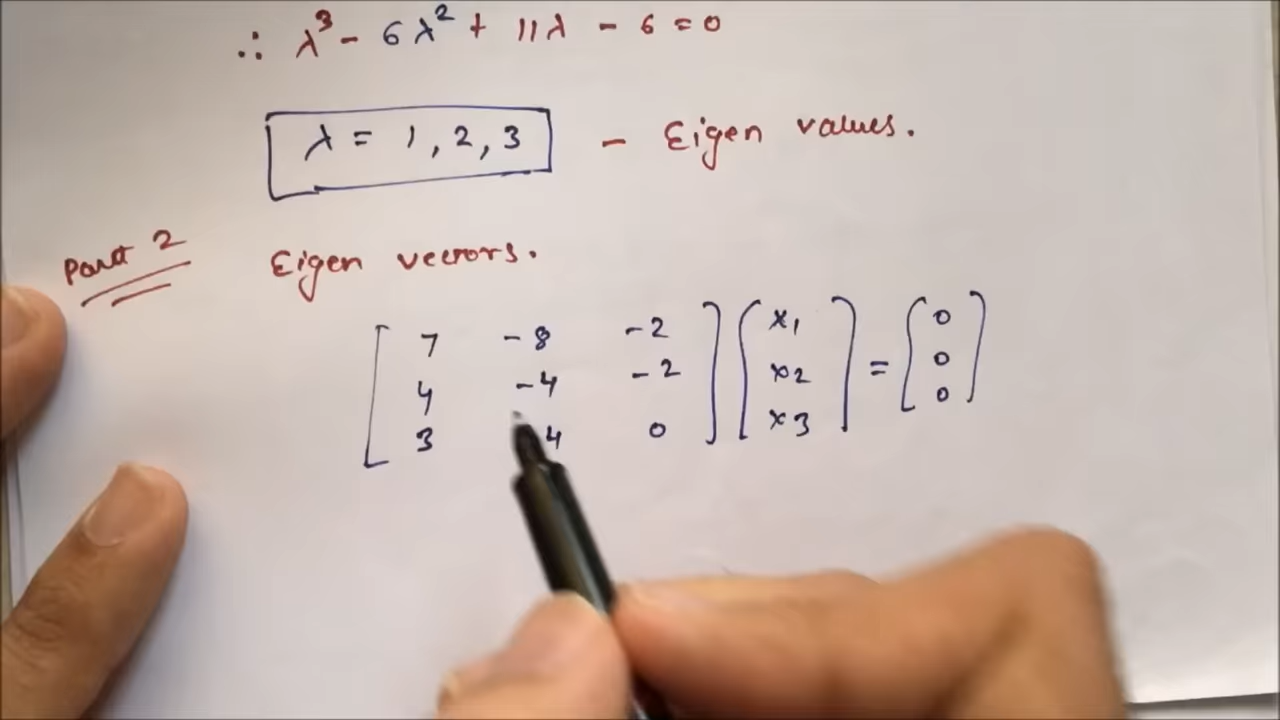 ∴ λ³ - 6λ² + 11λ - 6 = 0
λ = 1, 2, 3 - Eigen values.
Part 2 Eigen vectors.
7 -8 -2 x1 0
4 -4 -2 x2 = 0
3 4 0 x3 0